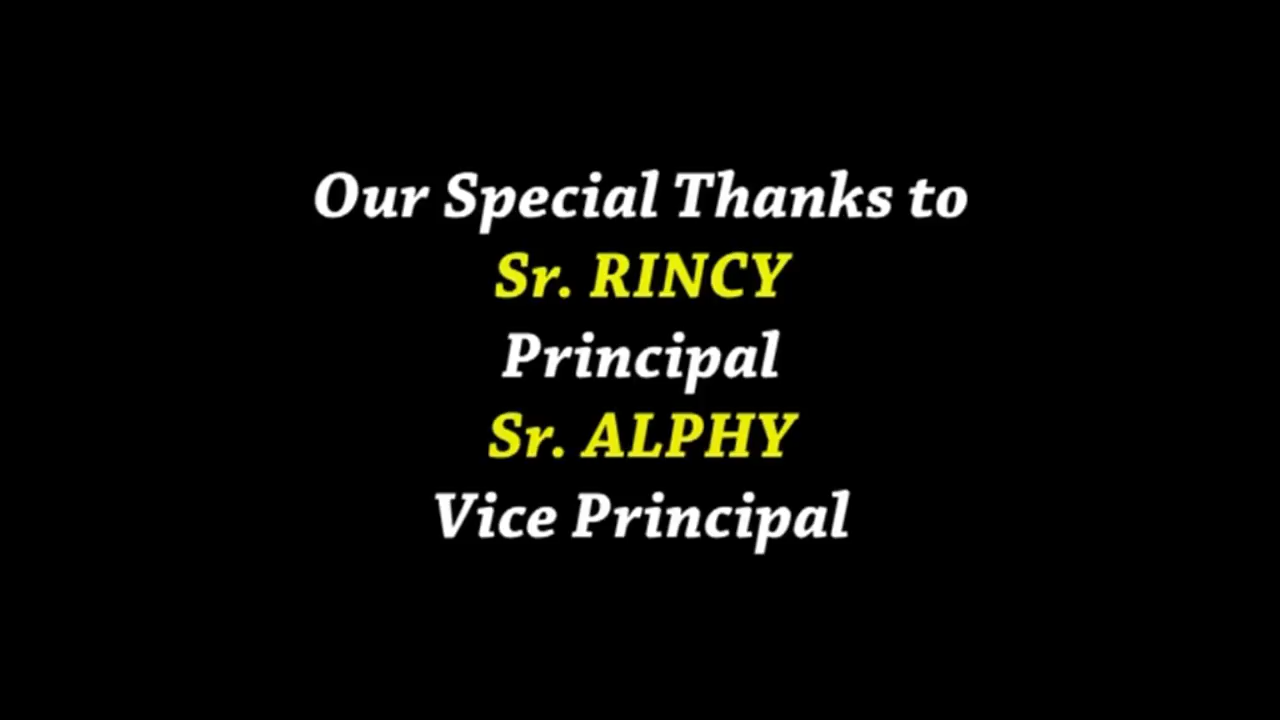 Our Special Thanks to
Sr. RINCY
Principal
Sr. ALPHY
Vice Principal